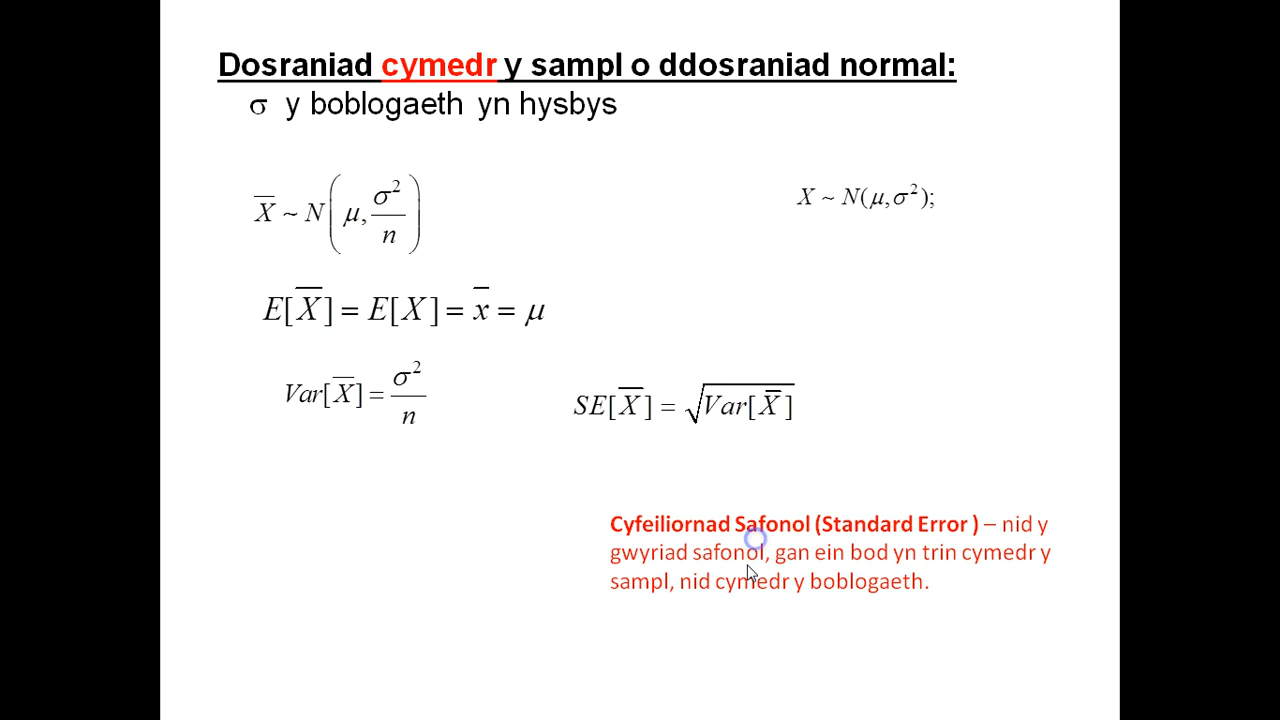 Dosraniad cymedr y sampl o ddosraniad normal:
σ y boblogaeth yn hysbys
X̅ ~ N(μ, σ²/n)
X ~ N(μ,σ²);
E[X̅] = E[X] = x̅ = μ
Var[X̅] = σ²/n
SE[X̅] = √Var[X̅]
Cyfeiliornad Safonol (Standard Error ) – nid y
gwyriad safonol, gan ein bod yn trin cymedr y
sampl, nid cymedr y boblogaeth.